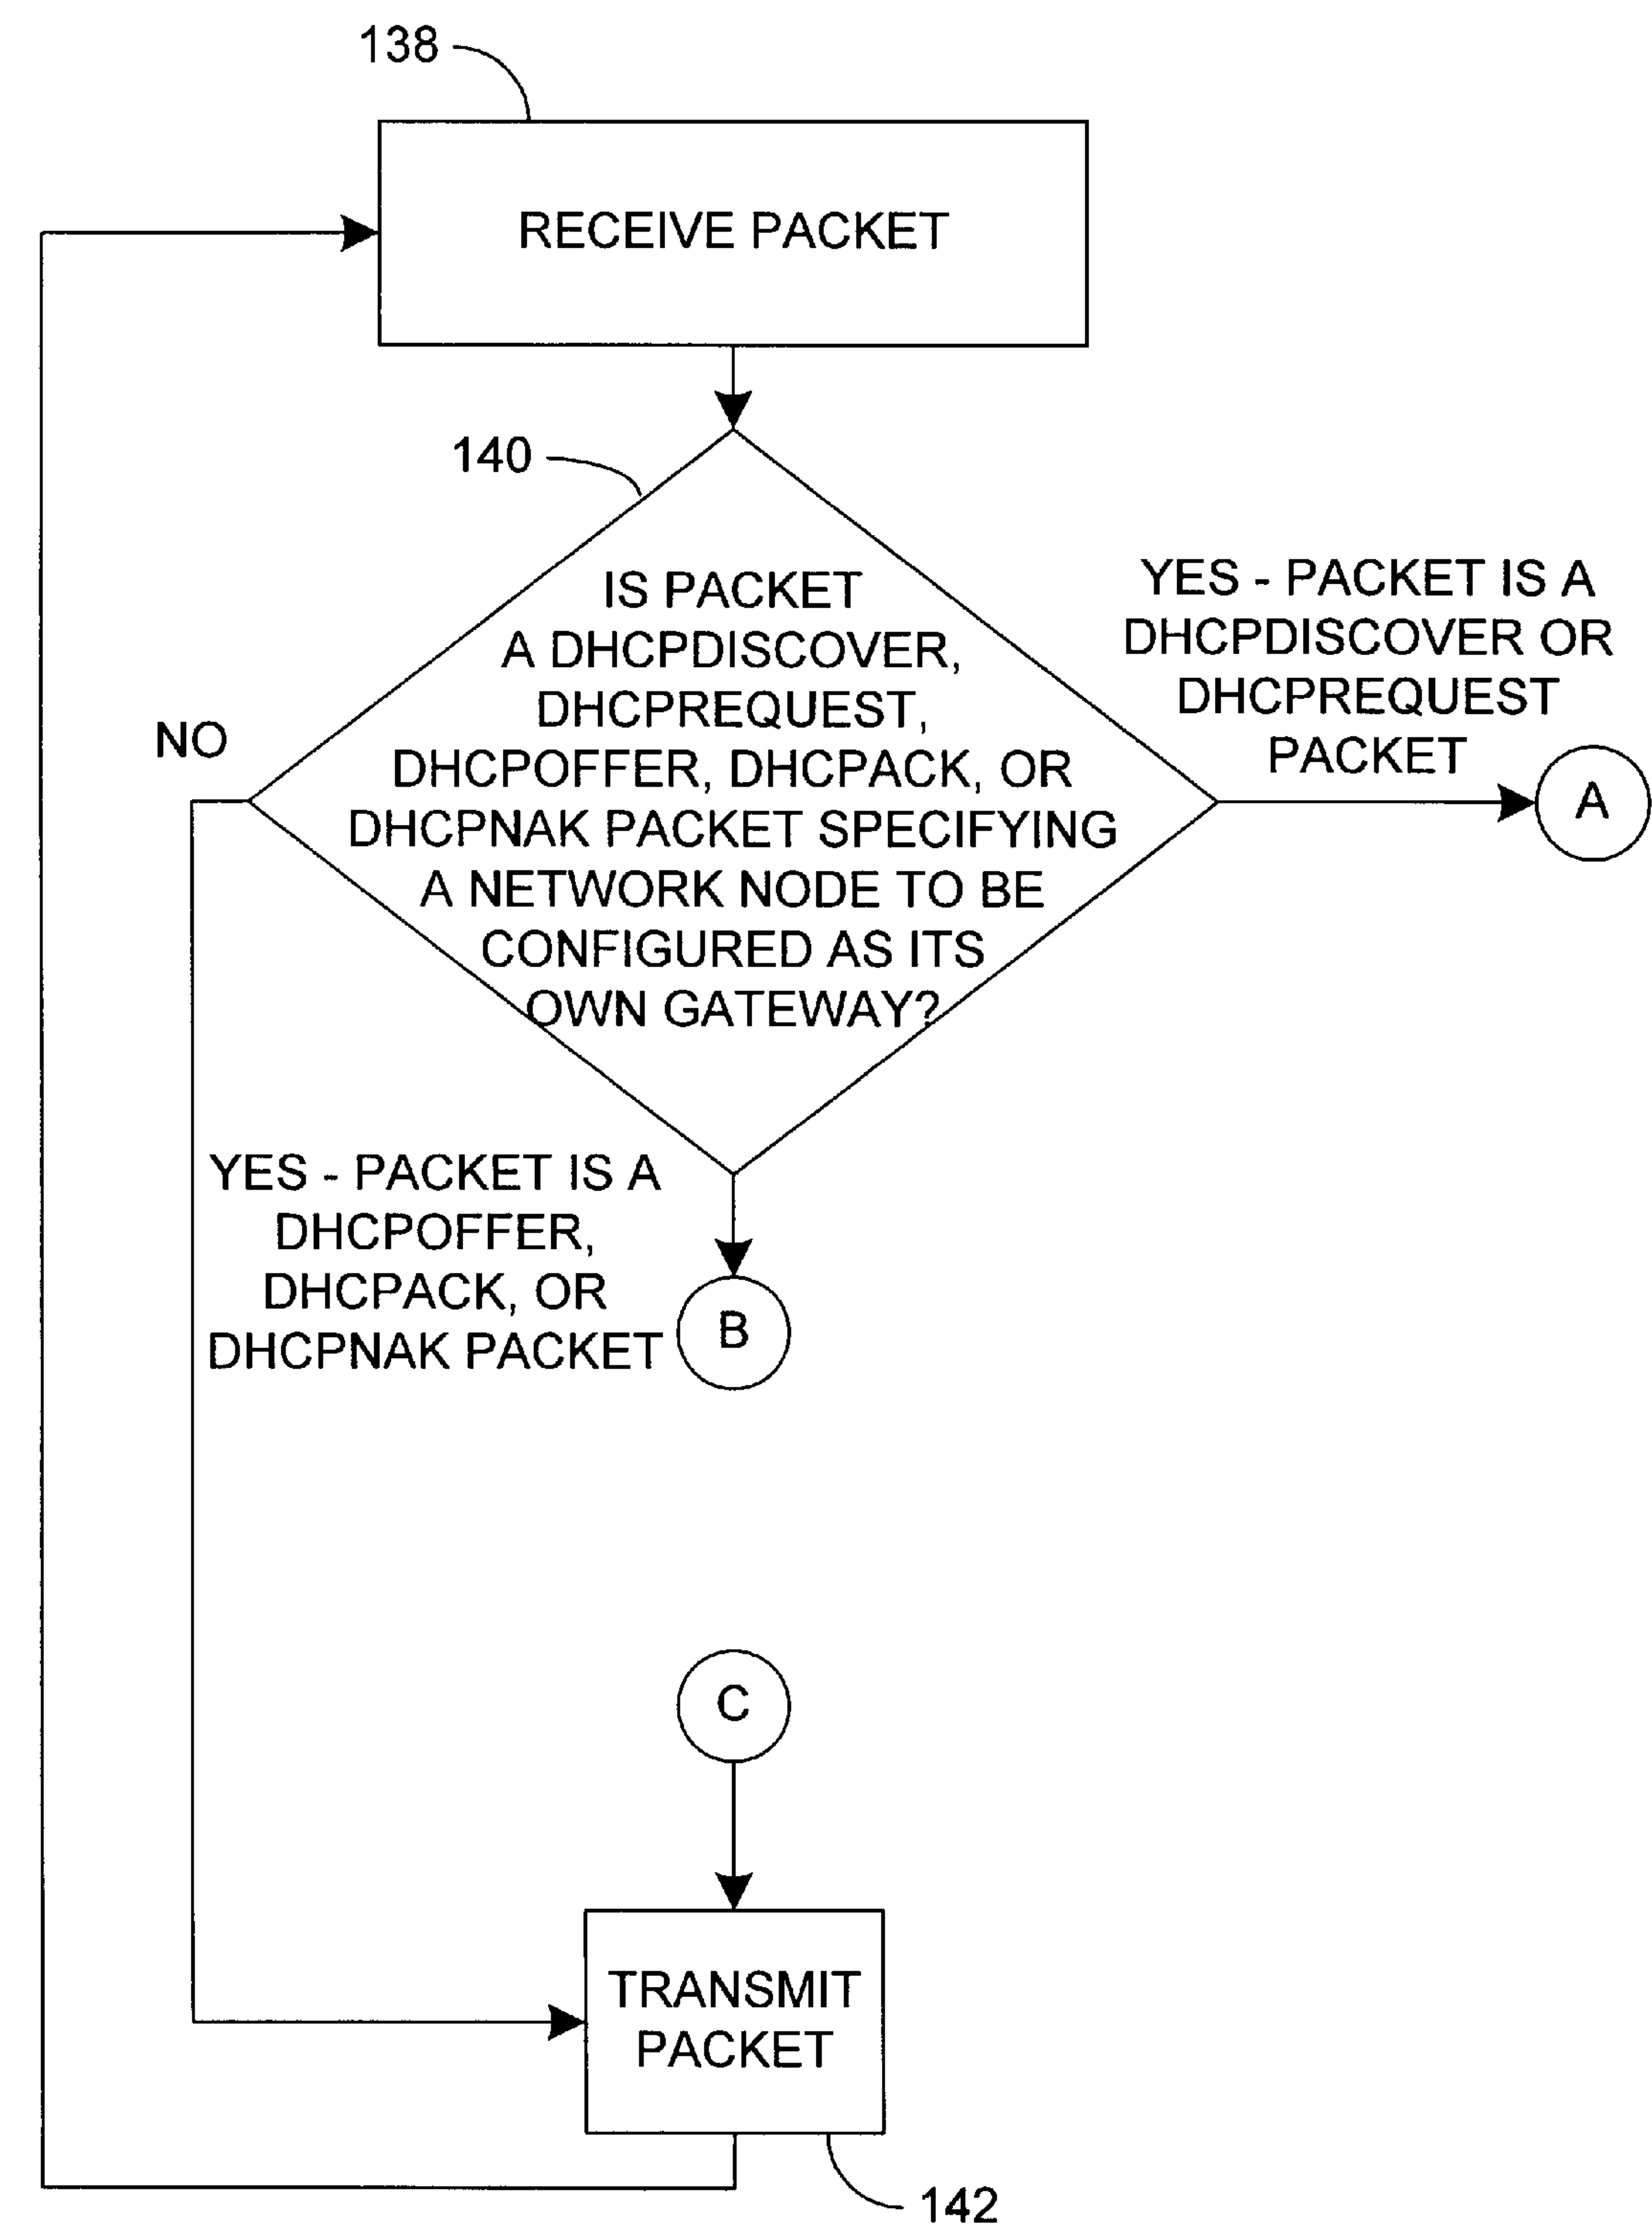 138
RECEIVE PACKET
140
IS PACKET
A DHCPDISCOVER,
DHCPREQUEST,
DHCPOFFER, DHCPACK, OR
DHCPNAK PACKET SPECIFYING
A NETWORK NODE TO BE
CONFIGURED AS ITS
OWN GATEWAY?
YES - PACKET IS A
DHCPDISCOVER OR
DHCPREQUEST
PACKET
A
NO
YES - PACKET IS A
DHCPOFFER,
DHCPACK, OR
DHCPNAK PACKET
B
C
TRANSMIT
PACKET
142